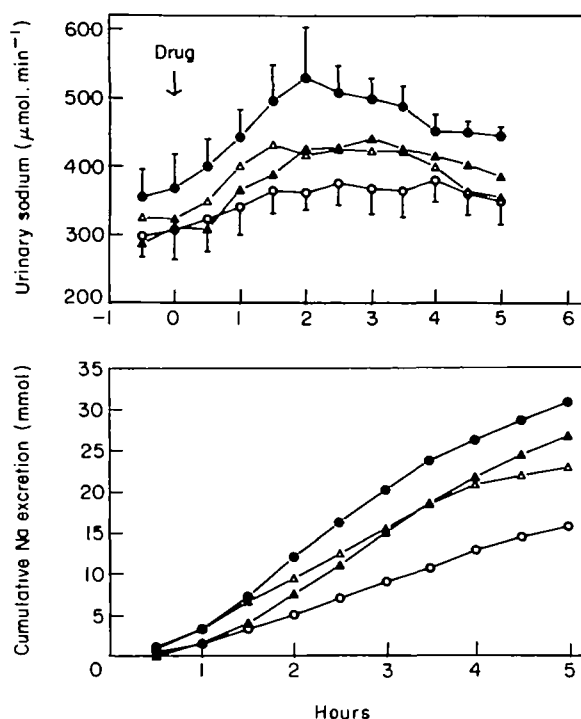 600
Drug
500
400
300
200
-1 0 1 2 3 4 5 6
Urinary sodium (μmol. min⁻¹)
35
30
25
20
15
10
5
0 1 2 3 4 5
Cumulative Na excretion (mmol)
Hours